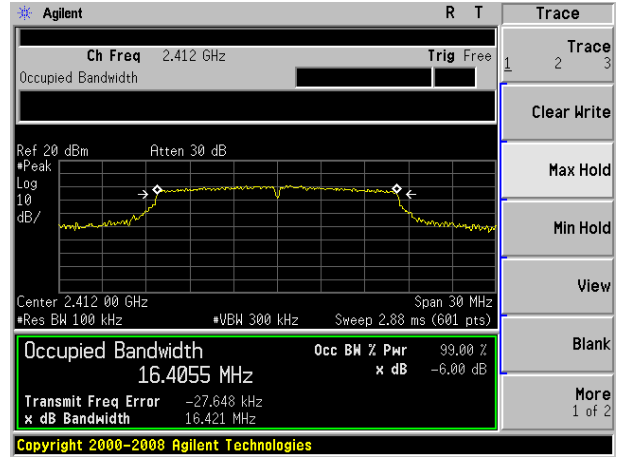 Agilent R T Trace
Ch Freq 2.412 GHz Trig Free
Occupied Bandwidth
Trace
1 2 3
Clear Write
Max Hold
Min Hold
View
Blank
More
1 of 2
Ref 20 dBm Atten 30 dB
#Peak
Log
10
dB/
Center 2.412 00 GHz Span 30 MHz
#Res BW 100 kHz #VBW 300 kHz Sweep 2.88 ms (601 pts)
Occupied Bandwidth Occ BW % Pwr 99.00 %
16.4055 MHz x dB -6.00 dB
Transmit Freq Error -27.648 kHz
x dB Bandwidth 16.421 MHz
Copyright 2000-2008 Agilent Technologies